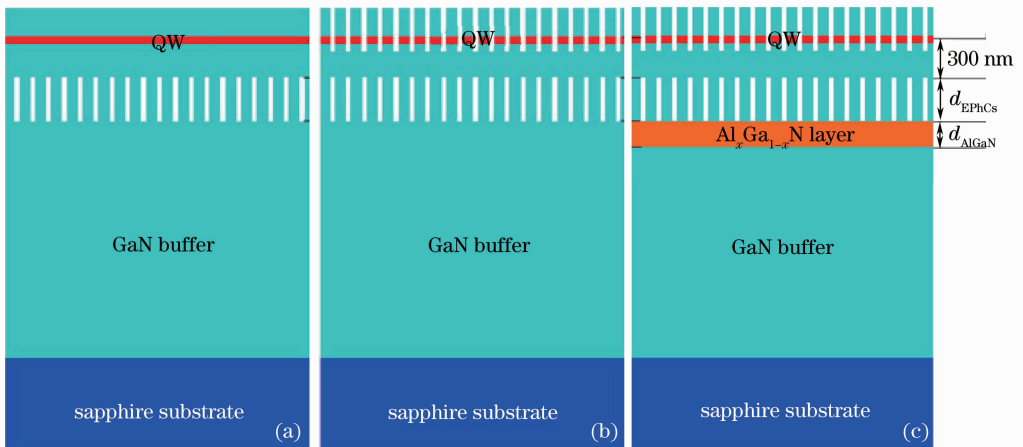 QW
GaN buffer
sapphire substrate
(a)
QW
GaN buffer
sapphire substrate
(b)
QW
AlₓGa₁₋ₓN layer
GaN buffer
sapphire substrate
(c)
300 nm
d_EPhCs
d_AlGaN